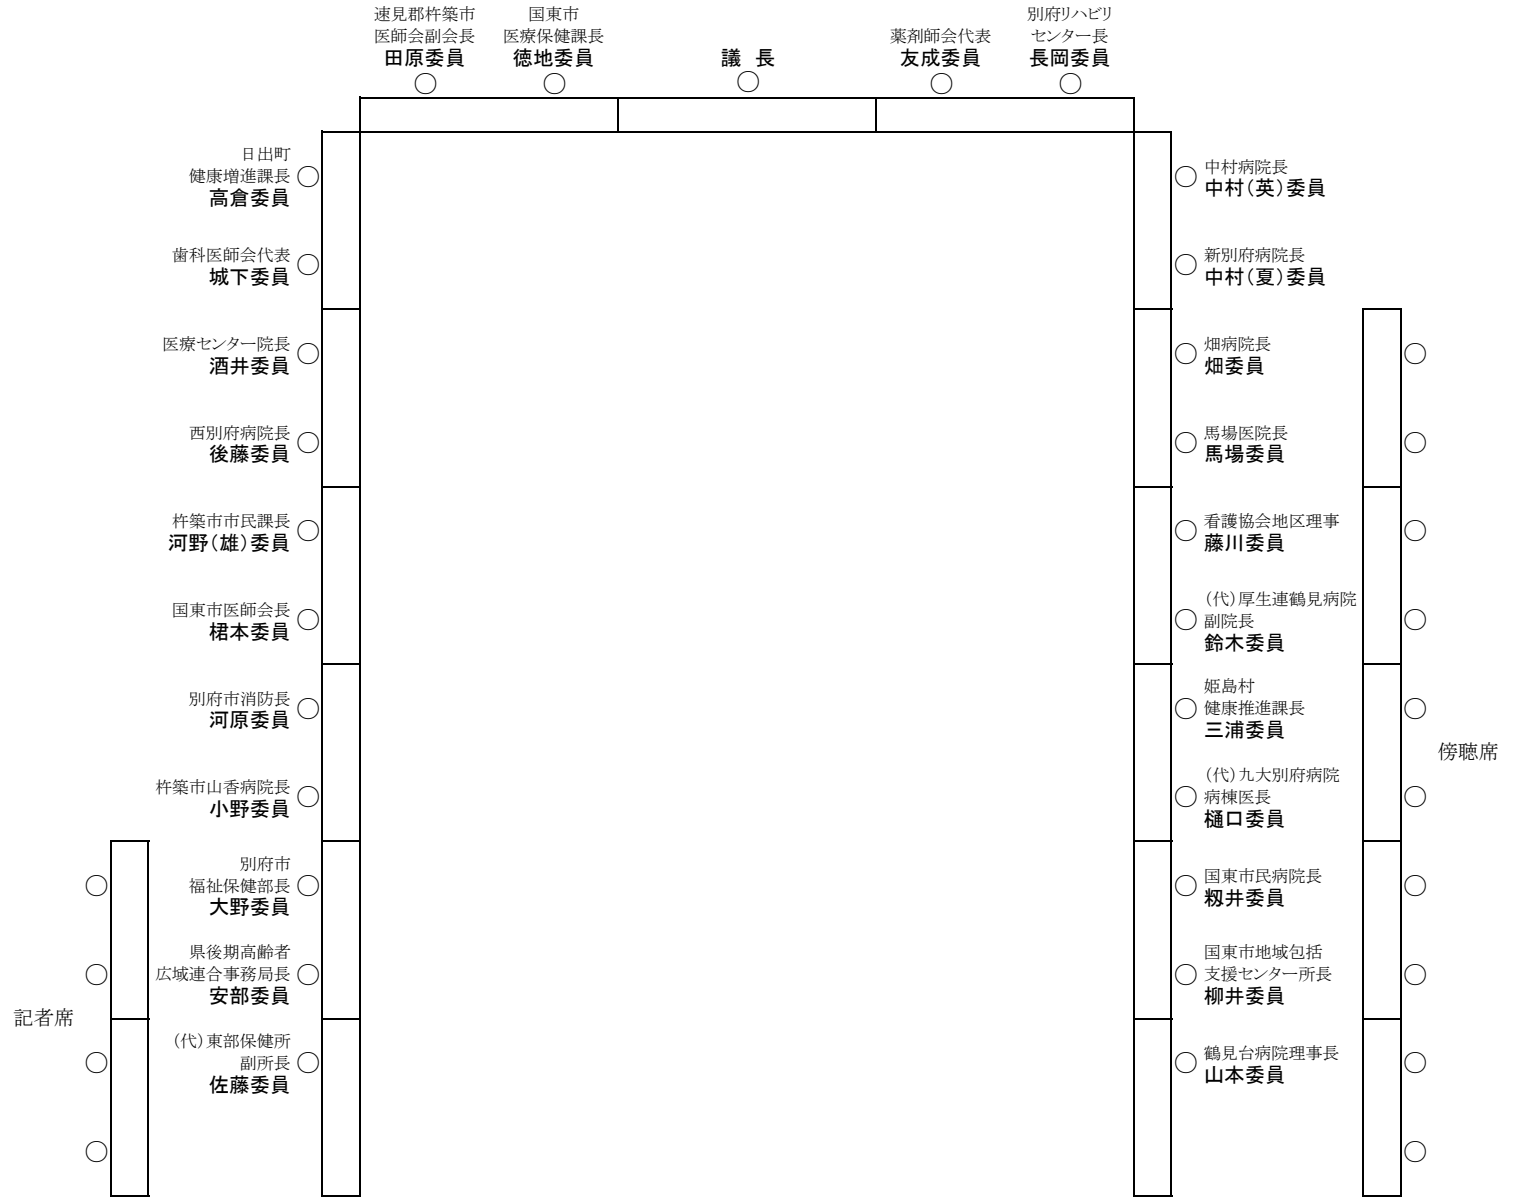 速見郡杵築市
医師会副会長
田原委員
国東市
医療保健課長
徳地委員
議　長
薬剤師会代表
友成委員
別府リハビリ
センター長
長岡委員
日出町
健康増進課長
高倉委員
歯科医師会代表
城下委員
医療センター院長
酒井委員
西別府病院長
後藤委員
杵築市市民課長
河野（雄）委員
国東市医師会長
桾本委員
別府市消防長
河原委員
杵築市山香病院長
小野委員
別府市
福祉保健部長
大野委員
県後期高齢者
広域連合事務局長
安部委員
（代）東部保健所
副所長
佐藤委員
記者席
中村病院長
中村（英）委員
新別府病院長
中村（夏）委員
畑病院長
畑委員
馬場医院長
馬場委員
看護協会地区理事
藤川委員
（代）厚生連鶴見病院
副院長
鈴木委員
姫島村
健康推進課長
三浦委員
（代）九大別府病院
病棟医長
樋口委員
国東市民病院長
籾井委員
国東市地域包括
支援センター所長
柳井委員
鶴見台病院理事長
山本委員
傍聴席